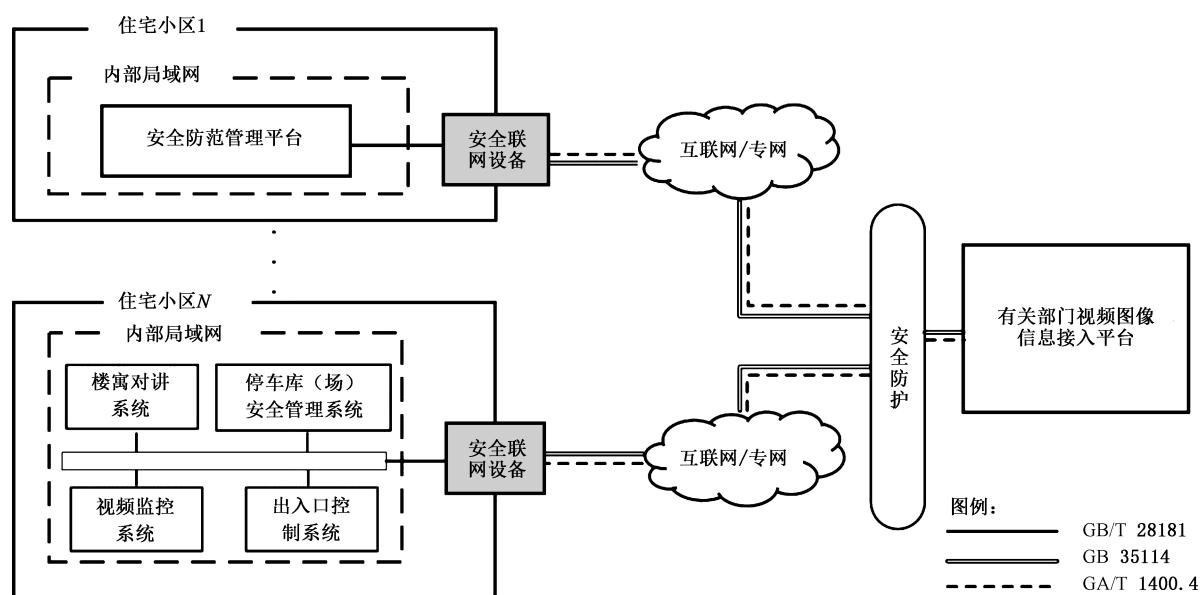 住宅小区1
内部局域网
安全防范管理平台
安全联
网设备
互联网/专网
住宅小区N
内部局域网
楼寓对讲
系统
停车库（场）
安全管理系统
视频监控
系统
出入口控
制系统
安全联
网设备
互联网/专网
安全防护
有关部门视频图像
信息接入平台
图例：
GB/T 28181
GB 35114
GA/T 1400.4